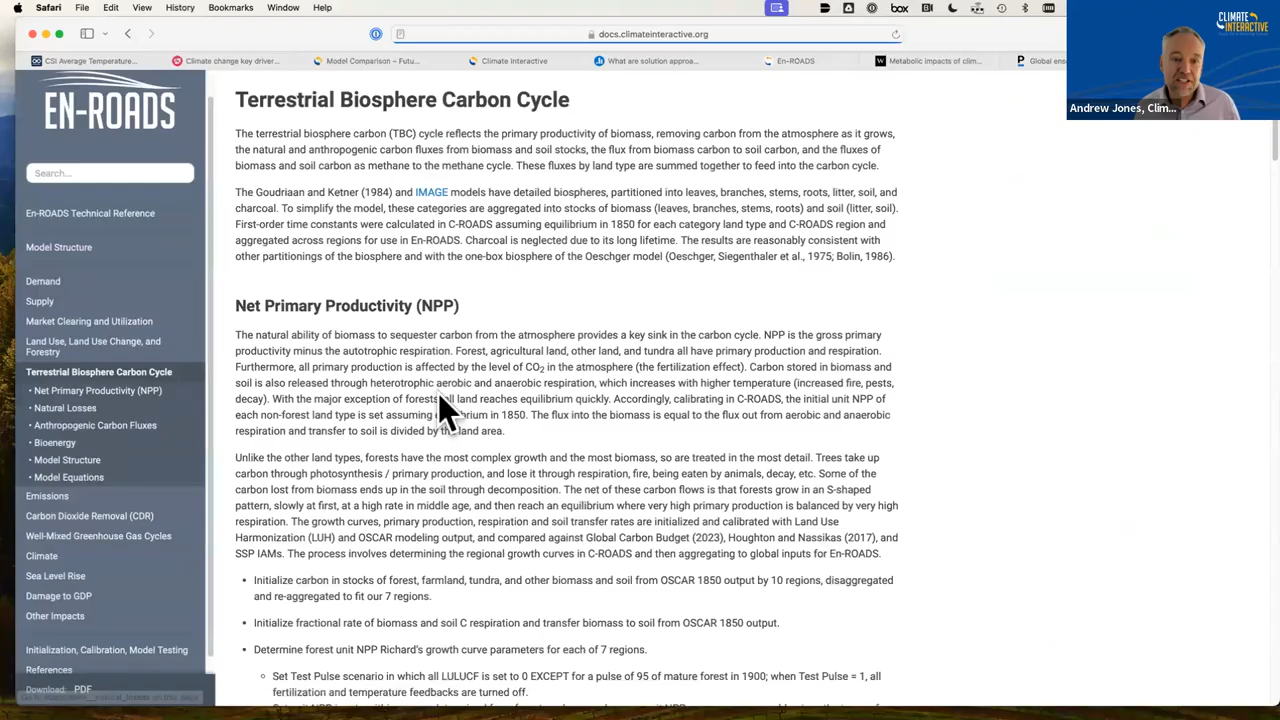 Safari File Edit View History Bookmarks Window Help
box
docs.climateinteractive.org
CSI Average Temperature...
Climate change key driver...
Model Comparison – Futu...
Climate Interactive
What are solution approa...
En-ROADS
Metabolic impacts of clim...
Global ens
CLIMATE
INTERACTIVE
Andrew Jones, Clim...
EN-ROADS
Search...
En-ROADS Technical Reference
Model Structure
Demand
Supply
Market Clearing and Utilization
Land Use, Land Use Change, and
Forestry
Terrestrial Biosphere Carbon Cycle
• Net Primary Productivity (NPP)
• Natural Losses
• Anthropogenic Carbon Fluxes
• Bioenergy
• Model Structure
• Model Equations
Emissions
Carbon Dioxide Removal (CDR)
Well-Mixed Greenhouse Gas Cycles
Climate
Sea Level Rise
Damage to GDP
Other Impacts
Initialization, Calibration, Model Testing
References
Download: PDF
Terrestrial Biosphere Carbon Cycle
The terrestrial biosphere carbon (TBC) cycle reflects the primary productivity of biomass, removing carbon from the atmosphere as it grows,
the natural and anthropogenic carbon fluxes from biomass and soil stocks, the flux from biomass carbon to soil carbon, and the fluxes of
biomass and soil carbon as methane to the methane cycle. These fluxes by land type are summed together to feed into the carbon cycle.
The Goudriaan and Ketner (1984) and IMAGE models have detailed biospheres, partitioned into leaves, branches, stems, roots, litter, soil, and
charcoal. To simplify the model, these categories are aggregated into stocks of biomass (leaves, branches, stems, roots) and soil (litter, soil).
First-order time constants were calculated in C-ROADS assuming equilibrium in 1850 for each category land type and C-ROADS region and
aggregated across regions for use in En-ROADS. Charcoal is neglected due to its long lifetime. The results are reasonably consistent with
other partitionings of the biosphere and with the one-box biosphere of the Oeschger model (Oeschger, Siegenthaler et al., 1975; Bolin, 1986).
Net Primary Productivity (NPP)
The natural ability of biomass to sequester carbon from the atmosphere provides a key sink in the carbon cycle. NPP is the gross primary
productivity minus the autotrophic respiration. Forest, agricultural land, other land, and tundra all have primary production and respiration.
Furthermore, all primary production is affected by the level of CO2 in the atmosphere (the fertilization effect). Carbon stored in biomass and
soil is also released through heterotrophic aerobic and anaerobic respiration, which increases with higher temperature (increased fire, pests,
decay). With the major exception of forests all land reaches equilibrium quickly. Accordingly, calibrating in C-ROADS, the initial unit NPP of
each non-forest land type is set assuming in 1850. The flux into the biomass is equal to the flux out from aerobic and anaerobic
respiration and transfer to soil is divided by the land area.
Unlike the other land types, forests have the most complex growth and the most biomass, so are treated in the most detail. Trees take up
carbon through photosynthesis / primary production, and lose it through respiration, fire, being eaten by animals, decay, etc. Some of the
carbon lost from biomass ends up in the soil through decomposition. The net of these carbon flows is that forests grow in an S-shaped
pattern, slowly at first, at a high rate in middle age, and then reach an equilibrium where very high primary production is balanced by very high
respiration. The growth curves, primary production, respiration and soil transfer rates are initialized and calibrated with Land Use
Harmonization (LUH) and OSCAR modeling output, and compared against Global Carbon Budget (2023), Houghton and Nassikas (2017), and
SSP IAMs. The process involves determining the regional growth curves in C-ROADS and then aggregating to global inputs for En-ROADS.
• Initialize carbon in stocks of forest, farmland, tundra, and other biomass and soil from OSCAR 1850 output by 10 regions, disaggregated
and re-aggregated to fit our 7 regions.
• Initialize fractional rate of biomass and soil C respiration and transfer biomass to soil from OSCAR 1850 output.
• Determine forest unit NPP Richard's growth curve parameters for each of 7 regions.
◦ Set Test Pulse scenario in which all LULUCF is set to 0 EXCEPT for a pulse of 95 of mature forest in 1900; when Test Pulse = 1, all
fertilization and temperature feedbacks are turned off.